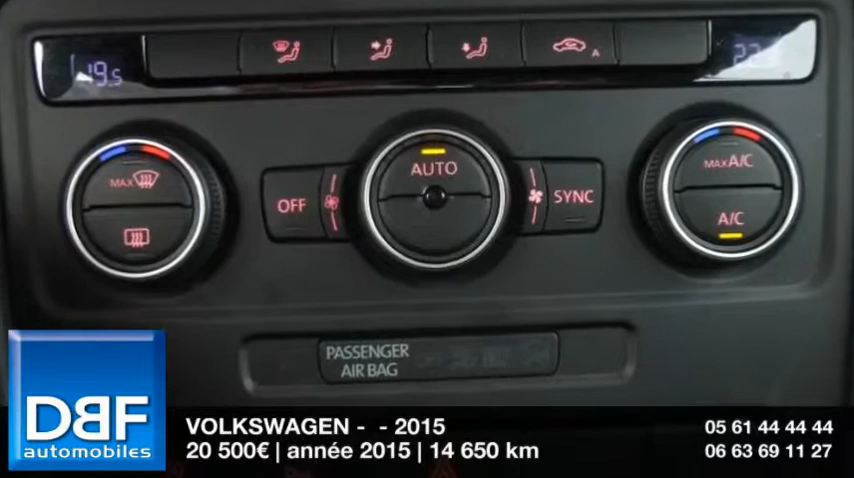 19.5
22
A
MAX
AUTO
MAX A/C
OFF
SYNC
A/C
PASSENGER
AIR BAG
DBF
automobiles
VOLKSWAGEN - - 2015
20 500€ | année 2015 | 14 650 km
05 61 44 44 44
06 63 69 11 27